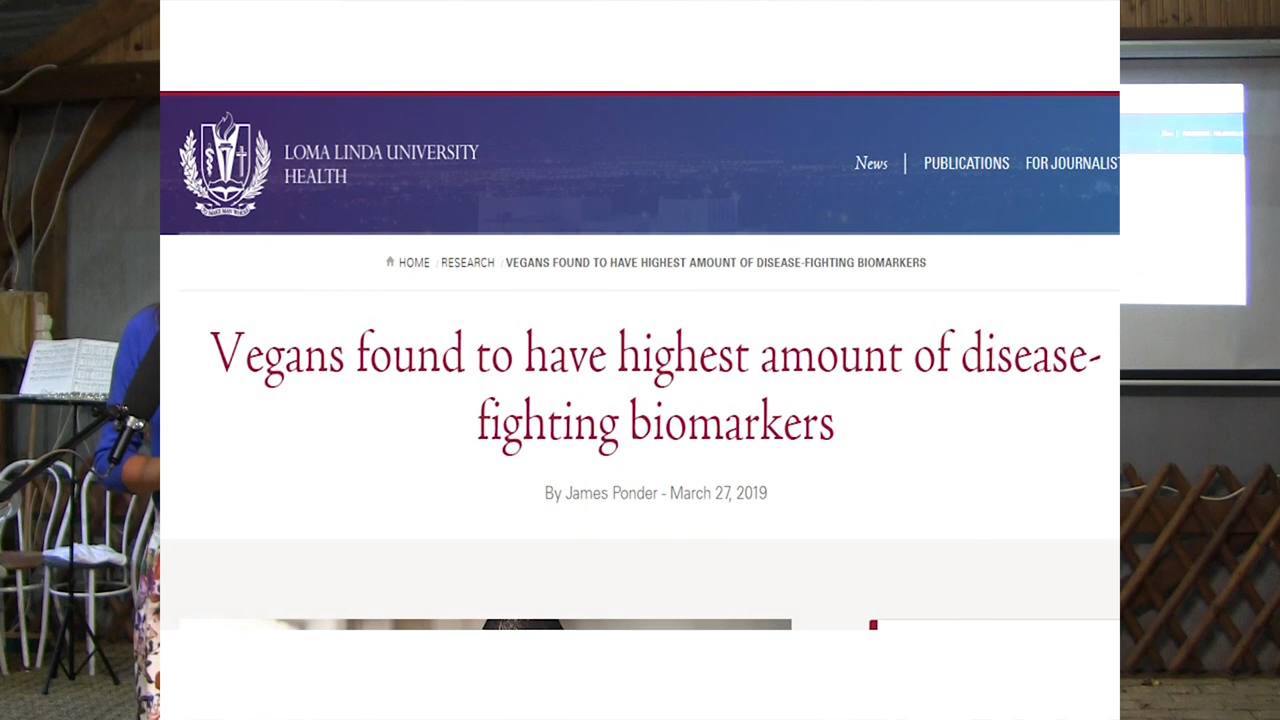 LOMA LINDA UNIVERSITY
HEALTH
News
PUBLICATIONS
FOR JOURNALIST
HOME / RESEARCH / VEGANS FOUND TO HAVE HIGHEST AMOUNT OF DISEASE-FIGHTING BIOMARKERS
Vegans found to have highest amount of disease-
fighting biomarkers
By James Ponder - March 27, 2019